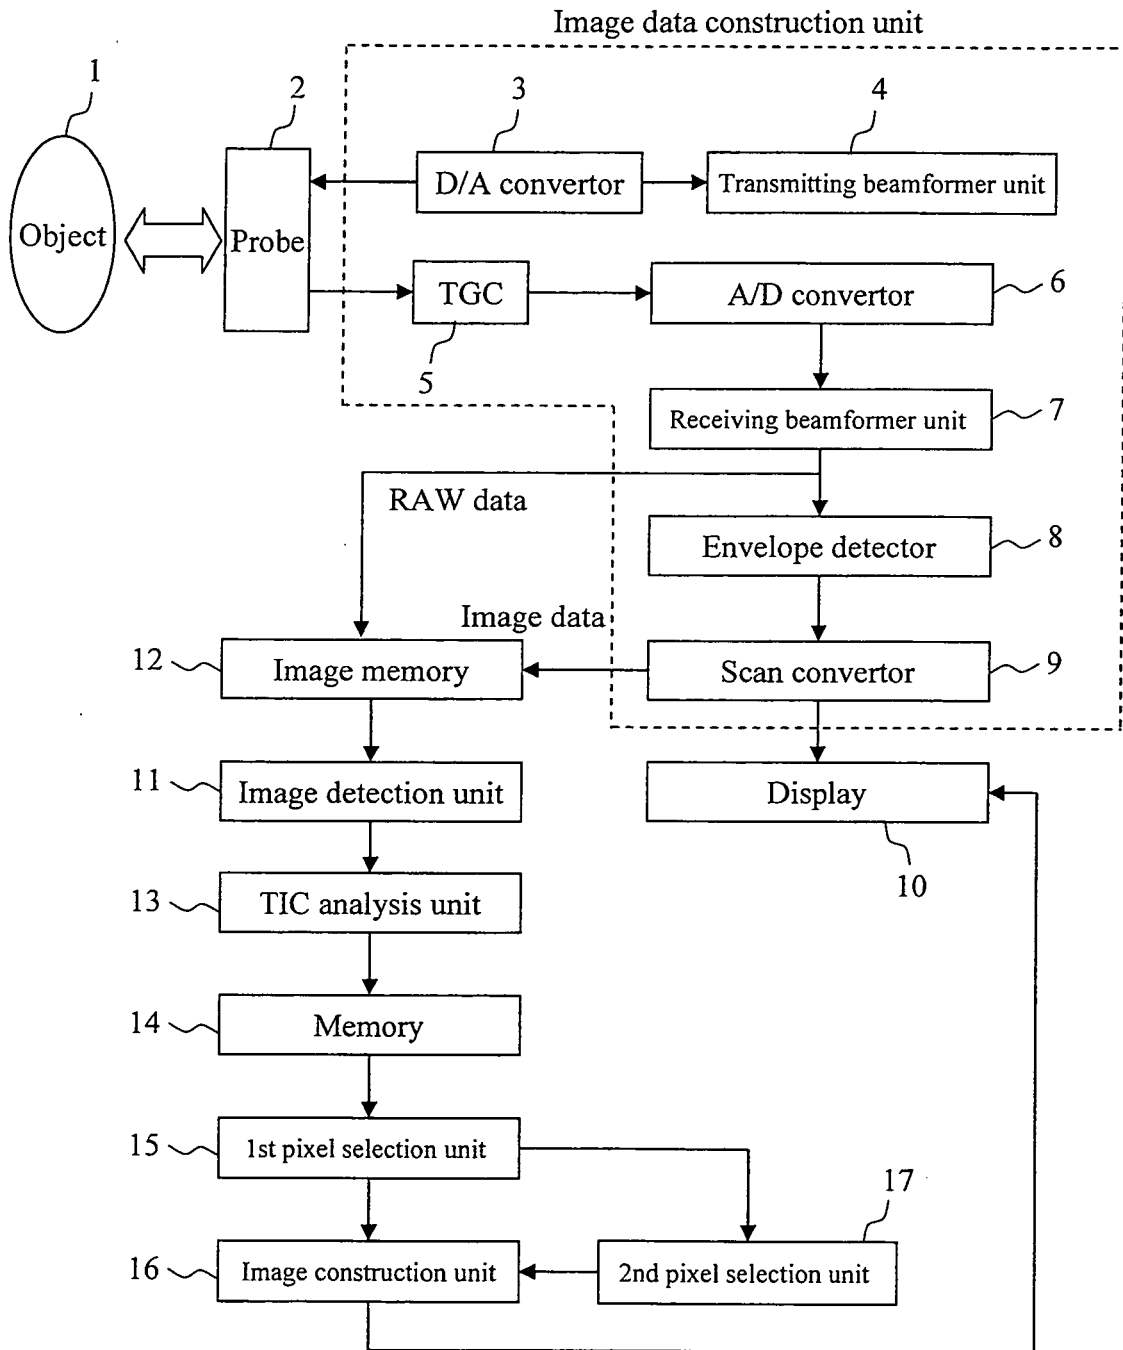 Image data construction unit
1
2
3
4
Object
Probe
D/A convertor
Transmitting beamformer unit
TGC
5
A/D convertor
6
Receiving beamformer unit
7
RAW data
Envelope detector
8
Image data
12
Image memory
Scan convertor
9
11
Image detection unit
Display
10
13
TIC analysis unit
14
Memory
15
1st pixel selection unit
17
16
Image construction unit
2nd pixel selection unit